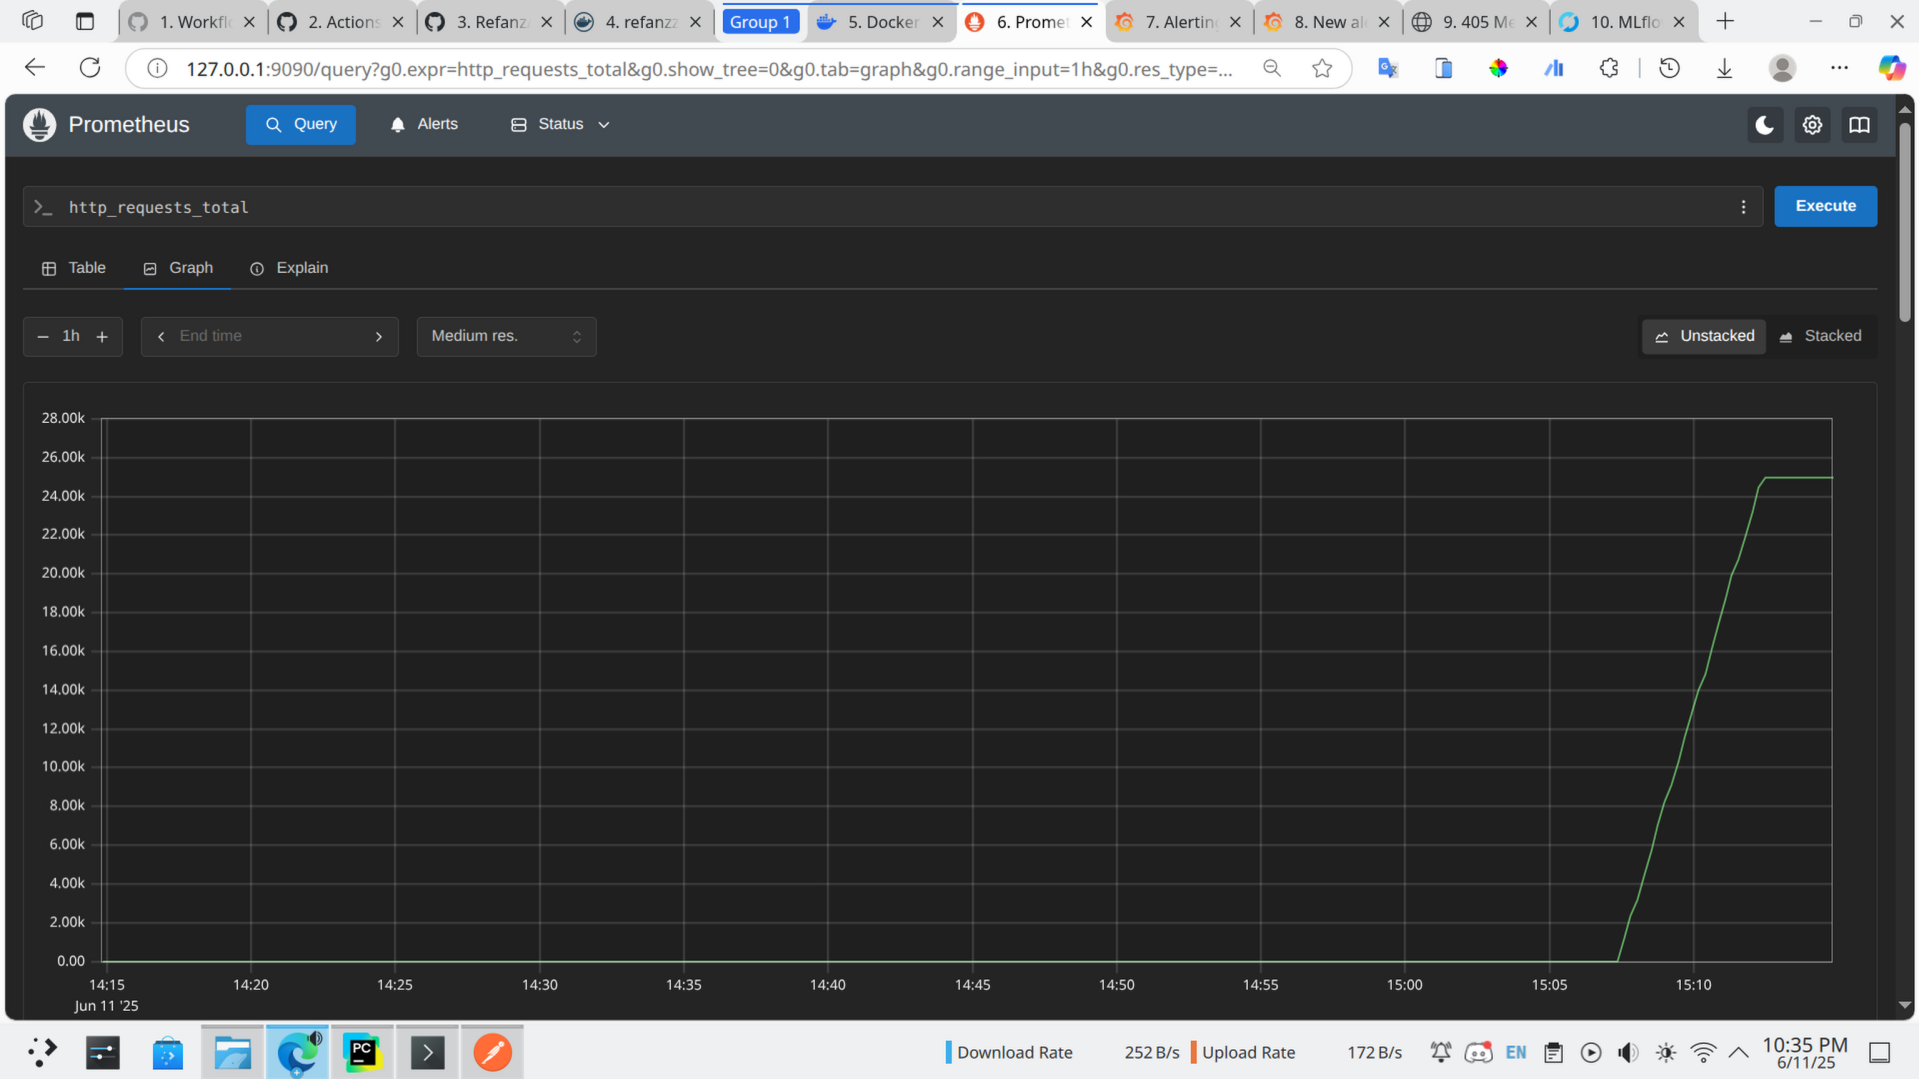 1. Workfl
2. Actions
3. Refanz
4. refanzz
Group 1
5. Docker
6. Promet
7. Alerting
8. New al
9. 405 Me
10. MLflo
127.0.0.1:9090/query?g0.expr=http_requests_total&g0.show_tree=0&g0.tab=graph&g0.range_input=1h&g0.res_type=...
Prometheus
Query
Alerts
Status
http_requests_total
Execute
Table
Graph
Explain
1h
End time
Medium res.
Unstacked
Stacked
28.00k
26.00k
24.00k
22.00k
20.00k
18.00k
16.00k
14.00k
12.00k
10.00k
8.00k
6.00k
4.00k
2.00k
0.00
14:15 14:20 14:25 14:30 14:35 14:40 14:45 14:50 14:55 15:00 15:05 15:10
Jun 11 '25
PC
Download Rate 252 B/s
Upload Rate 172 B/s
EN
10:35 PM
6/11/25